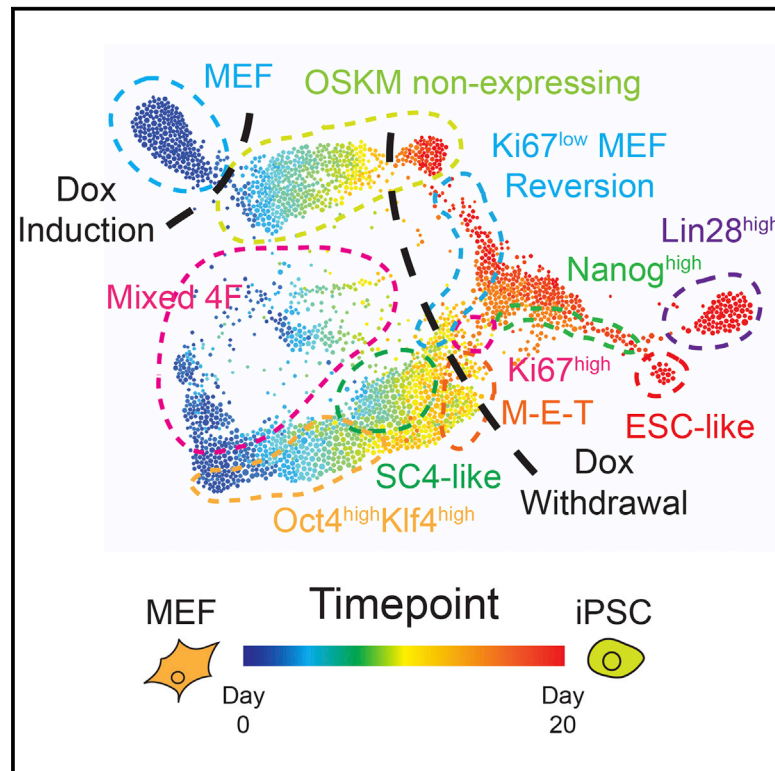 MEF
OSKM non-expressing
Dox
Induction
Ki67low MEF
Reversion
Lin28high
Nanoghigh
Mixed 4F
Ki67high
M-E-T
ESC-like
SC4-like
Dox
Withdrawal
Oct4highKlf4high
MEF
Timepoint
iPSC
Day
0
Day
20